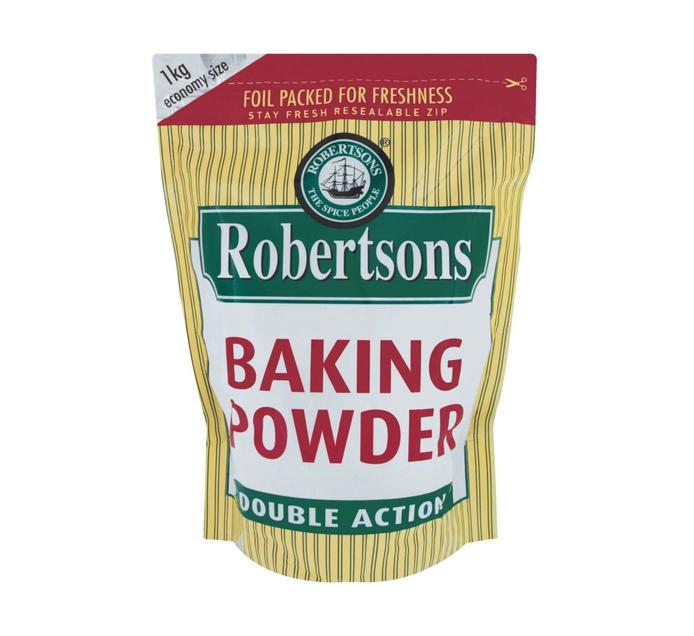 1kg
economy size
FOIL PACKED FOR FRESHNESS
STAY FRESH RESEALABLE ZIP
ROBERTSONS
®
THE SPICE PEOPLE
Robertsons
BAKING
POWDER
DOUBLE ACTION